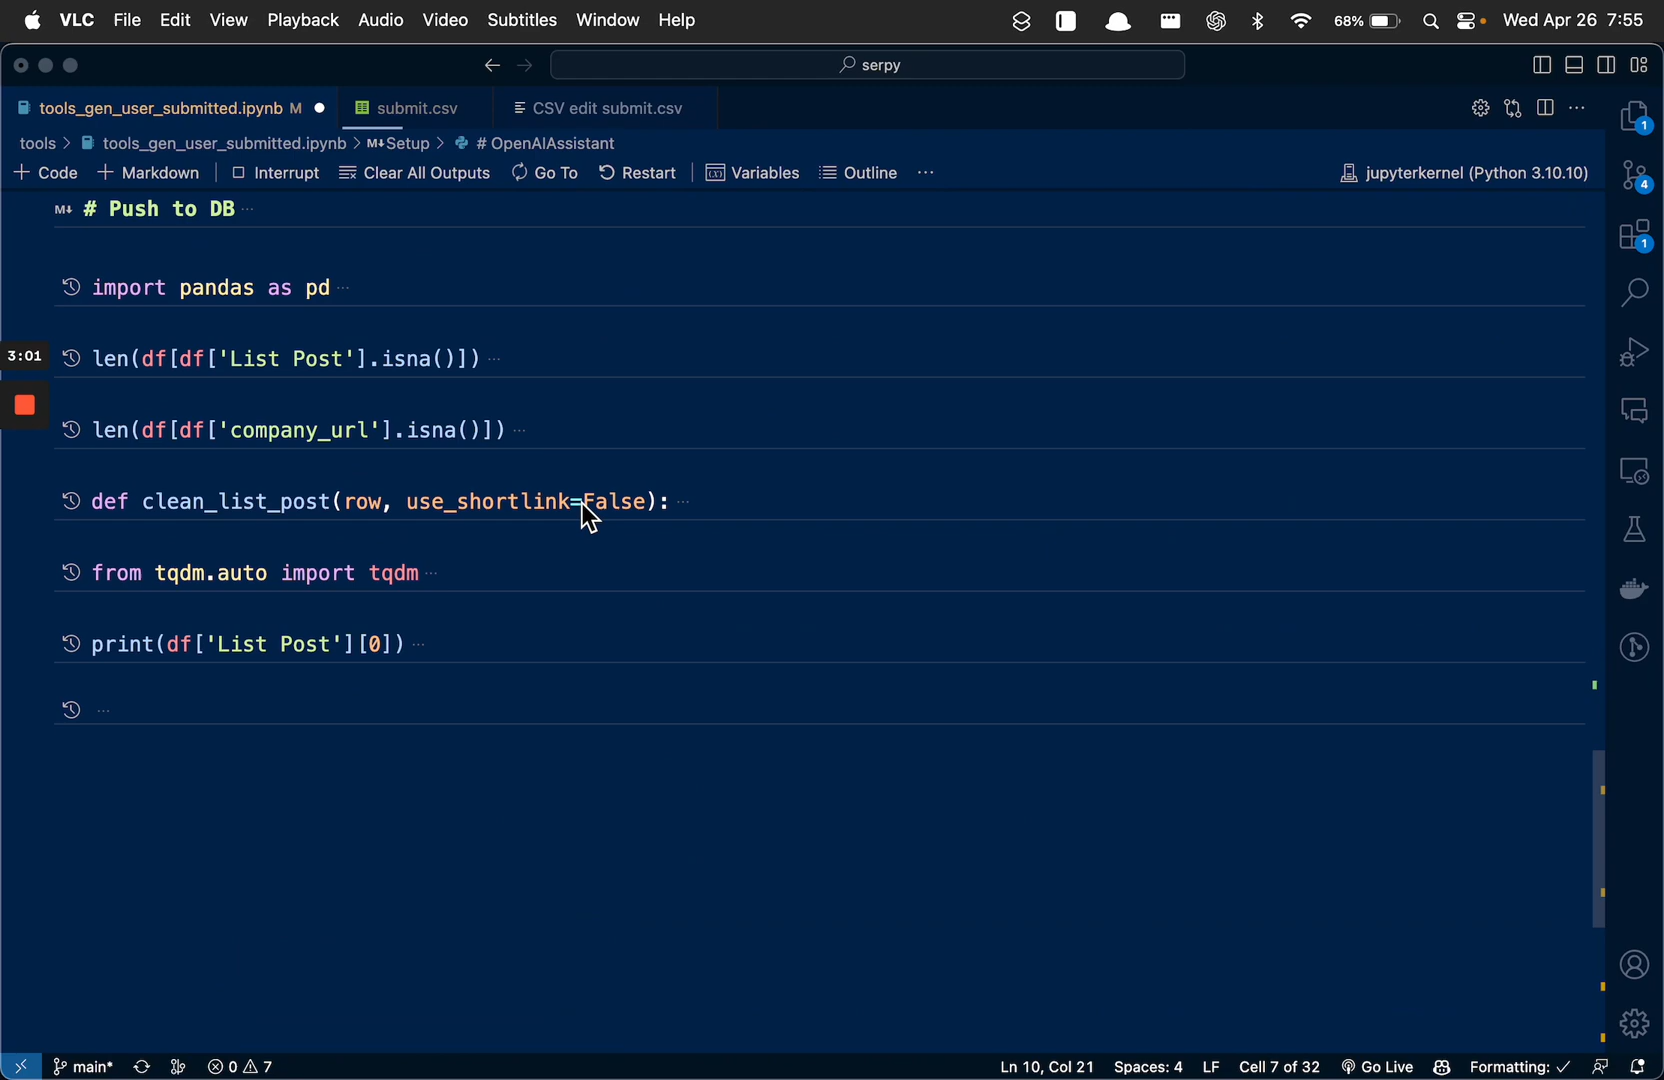 VLC File Edit View Playback Audio Video Subtitles Window Help 68% Wed Apr 26 7:55
serpy
tools_gen_user_submitted.ipynb M submit.csv CSV edit submit.csv
tools > tools_gen_user_submitted.ipynb > M↓Setup > # OpenAIAssistant
+ Code + Markdown Interrupt Clear All Outputs Go To Restart Variables Outline ··· jupyterkernel (Python 3.10.10)
M↓ # Push to DB ···
import pandas as pd ···
3:01
len(df[df['List Post'].isna()]) ···
len(df[df['company_url'].isna()]) ···
def clean_list_post(row, use_shortlink=False): ···
from tqdm.auto import tqdm ···
print(df['List Post'][0]) ···
···
1
4
1
main* 0 7 Ln 10, Col 21 Spaces: 4 LF Cell 7 of 32 Go Live Formatting: ✓